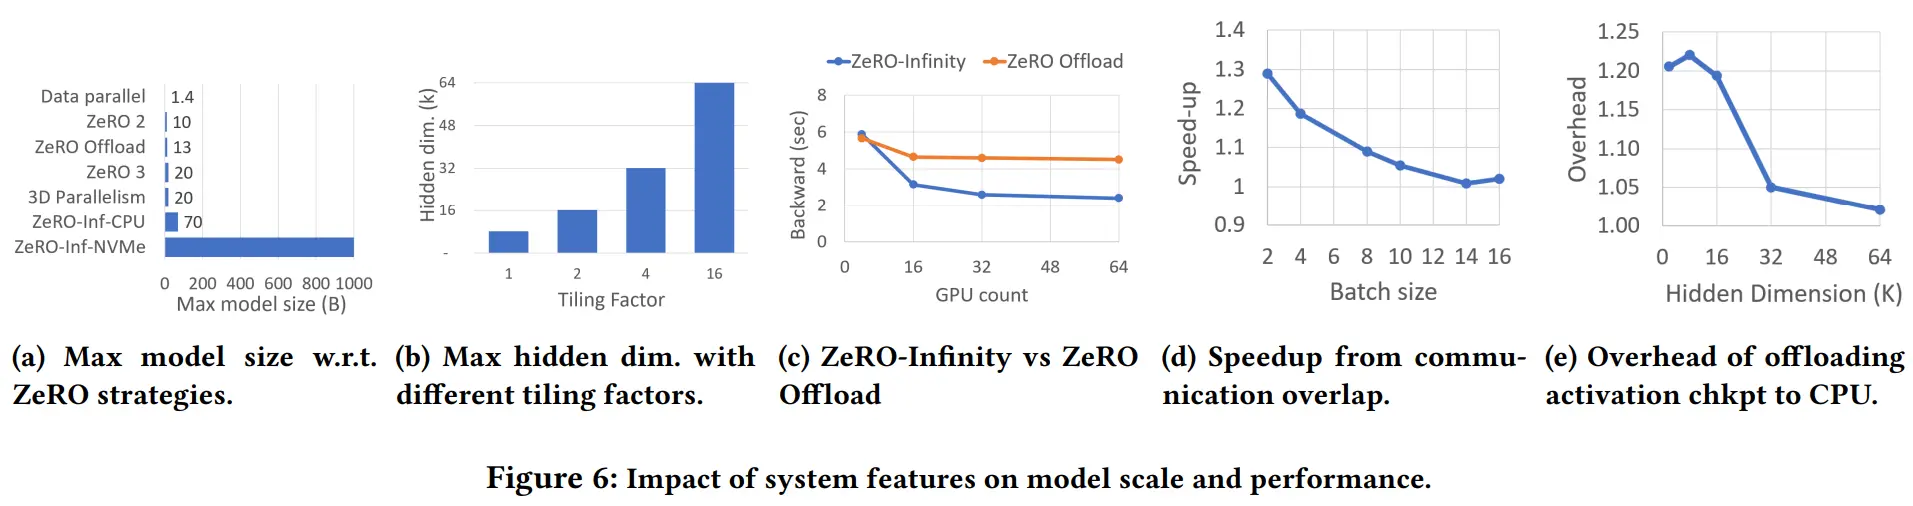 Data parallel 1.4
ZeRO 2 10
ZeRO Offload 13
ZeRO 3 20
3D Parallelism 20
ZeRO-Inf-CPU 70
ZeRO-Inf-NVMe
0 200 400 600 800 1000
Max model size (B)
(a) Max model size w.r.t.
ZeRO strategies.
Hidden dim. (k)
64
48
32
16
-
1 2 4 16
Tiling Factor
(b) Max hidden dim. with
different tiling factors.
ZeRO-Infinity ZeRO Offload
Backward (sec)
8
6
4
2
0
0 16 32 48 64
GPU count
(c) ZeRO-Infinity vs ZeRO
Offload
Speed-up
1.4
1.3
1.2
1.1
1
0.9
2 4 6 8 10 12 14 16
Batch size
(d) Speedup from commu-
nication overlap.
Overhead
1.25
1.20
1.15
1.10
1.05
1.00
0 16 32 48 64
Hidden Dimension (K)
(e) Overhead of offloading
activation chkpt to CPU.
Figure 6: Impact of system features on model scale and performance.